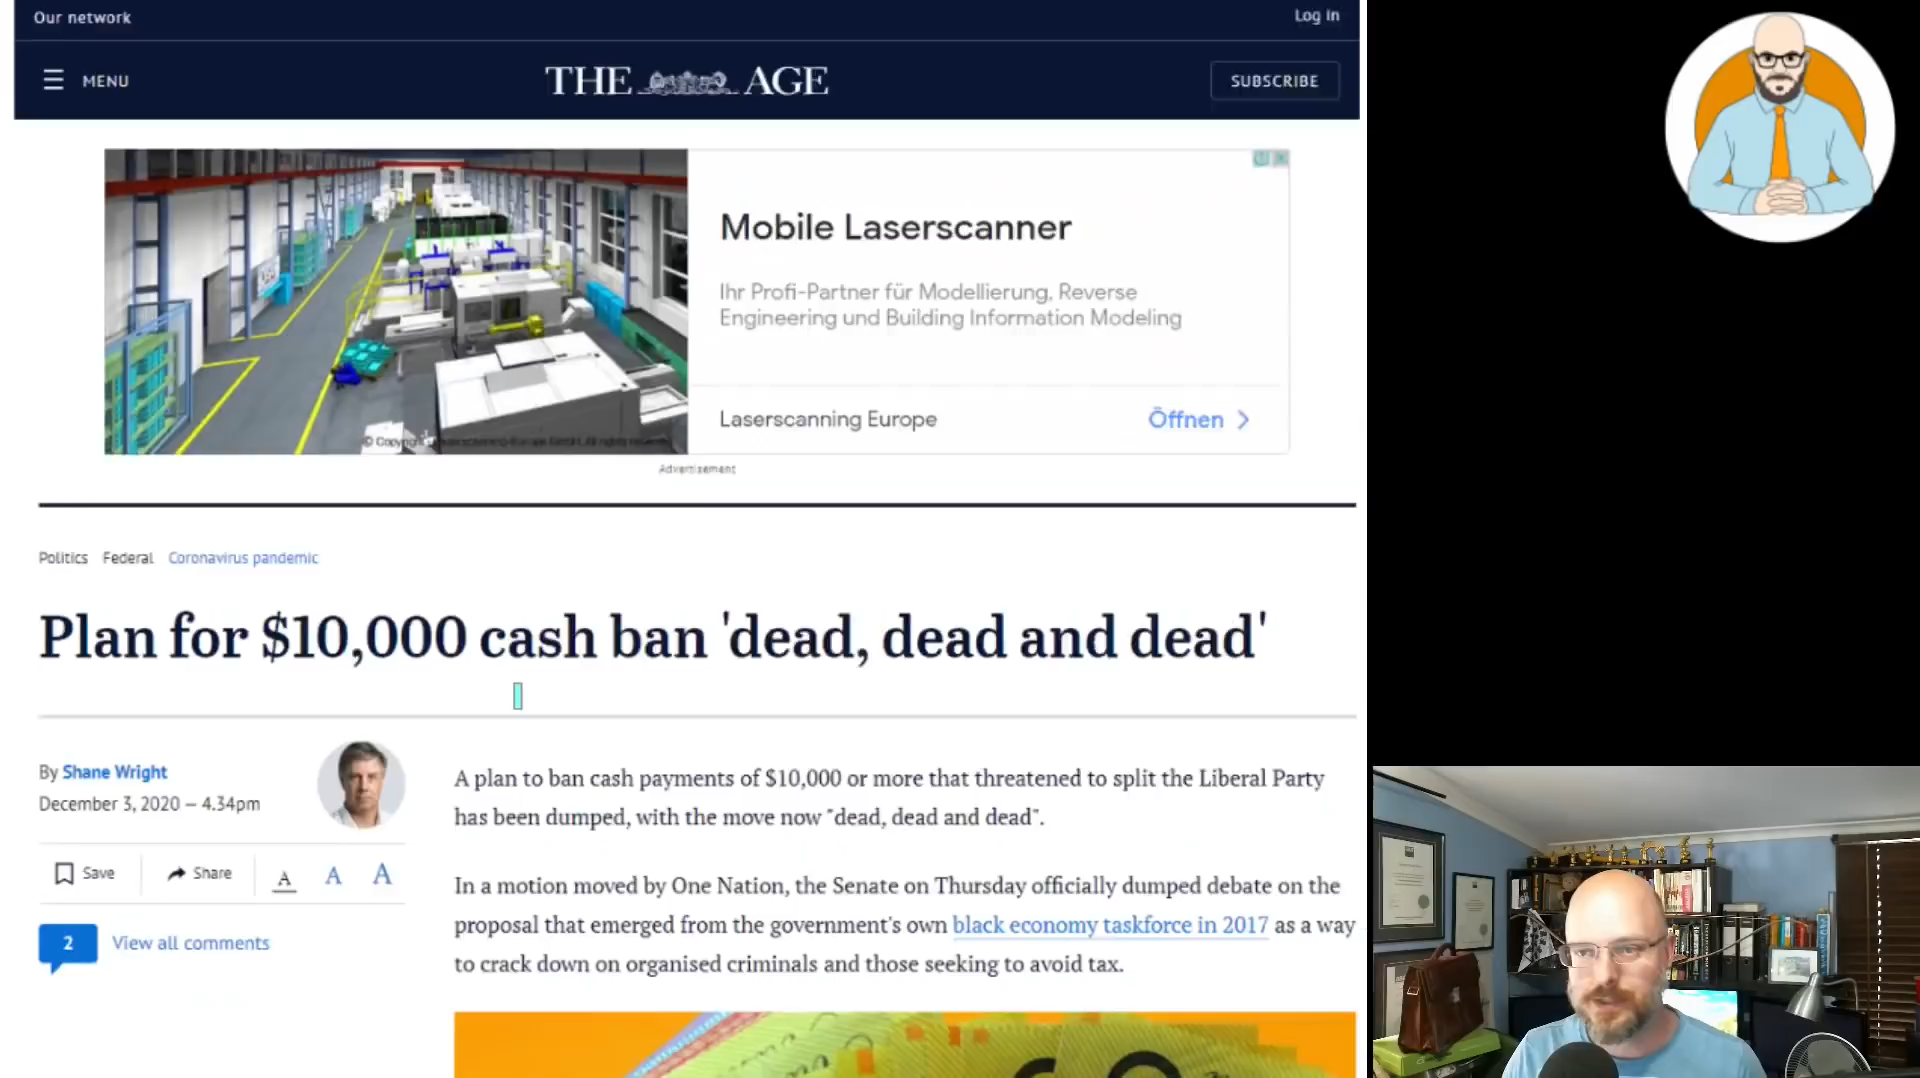 Our network
Log in
MENU
THE AGE
SUBSCRIBE
Mobile Laserscanner
Ihr Profi-Partner für Modellierung, Reverse
Engineering und Building Information Modeling
Laserscanning Europe
Öffnen
Advertisement
Politics Federal Coronavirus pandemic
Plan for $10,000 cash ban 'dead, dead and dead'
By Shane Wright
December 3, 2020 — 4.34pm
Save
Share
A A A
2
View all comments
A plan to ban cash payments of $10,000 or more that threatened to split the Liberal Party
has been dumped, with the move now "dead, dead and dead".
In a motion moved by One Nation, the Senate on Thursday officially dumped debate on the
proposal that emerged from the government's own black economy taskforce in 2017 as a way
to crack down on organised criminals and those seeking to avoid tax.